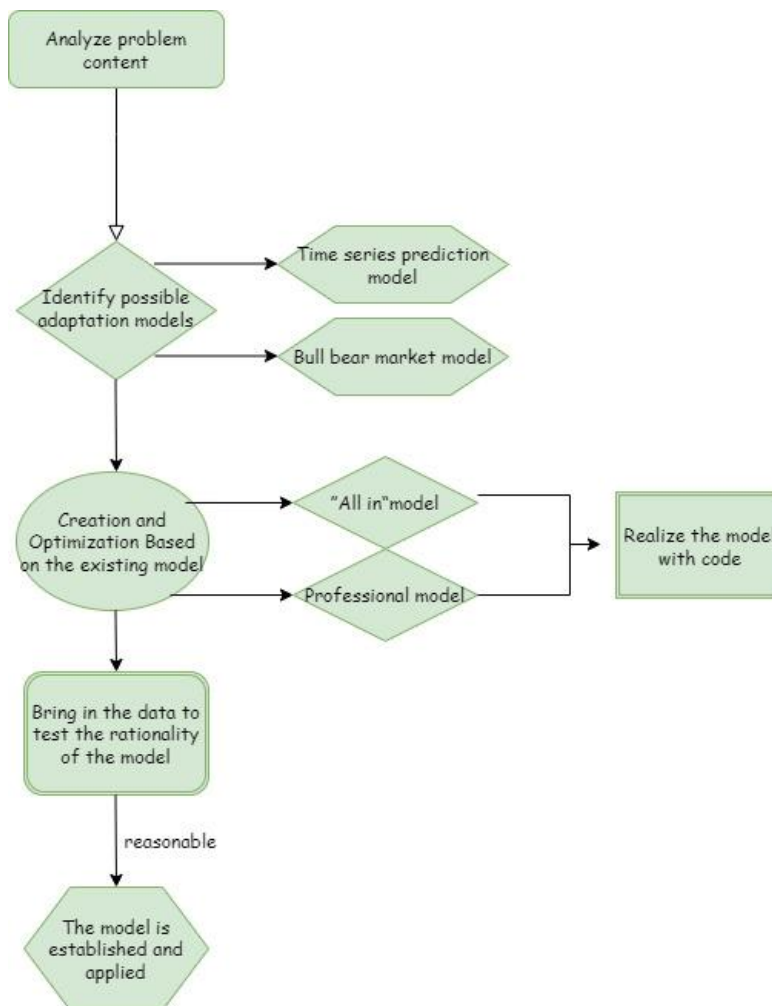 Analyze problem
content
Time series prediction
model
Identify possible
adaptation models
Bull bear market model
Creation and
Optimization Based
on the existing model
"All in"model
Professional model
Realize the model
with code
Bring in the data to
test the rationality
of the model
reasonable
The model is
established and
applied